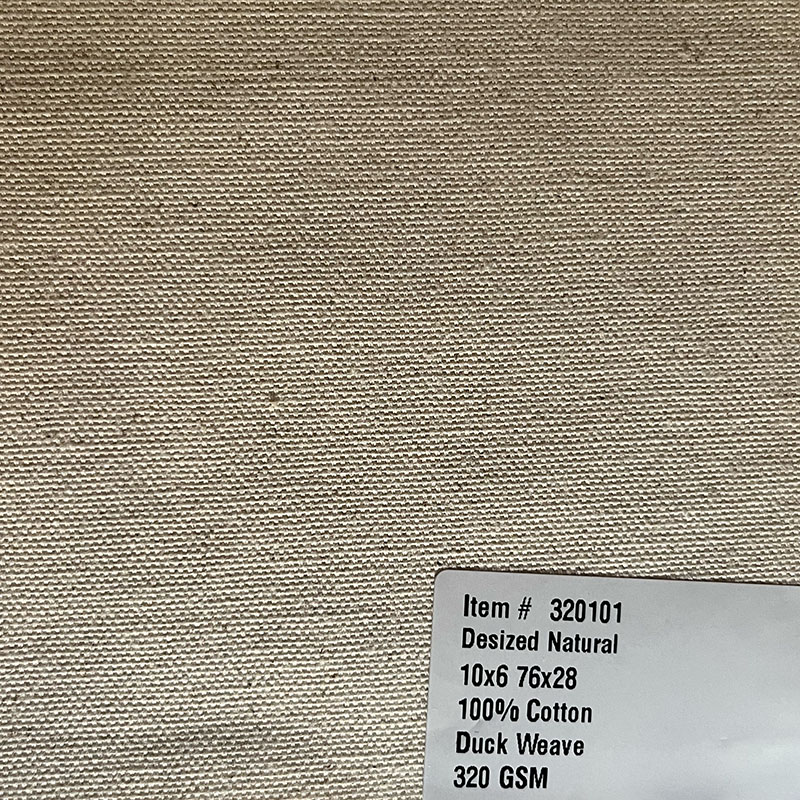 Item # 320101
Desized Natural
10x6 76x28
100% Cotton
Duck Weave
320 GSM